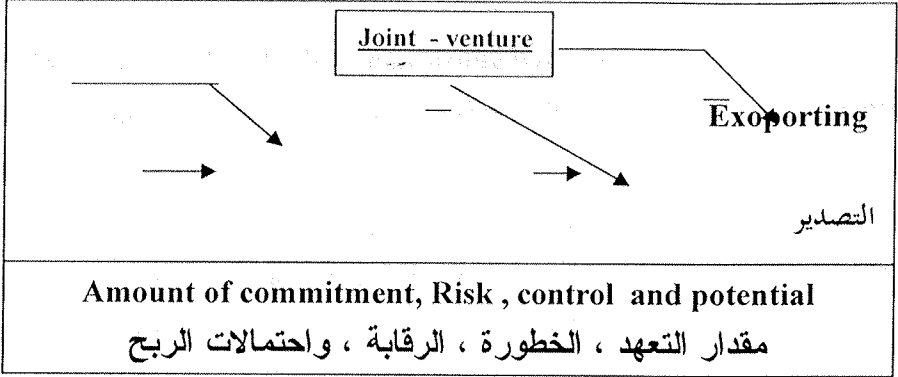 Joint - venture
Exoporting
التصدير
Amount of commitment, Risk , control and potential
مقدار التعهد ، الخطورة ، الرقابة ، واحتمالات الربح